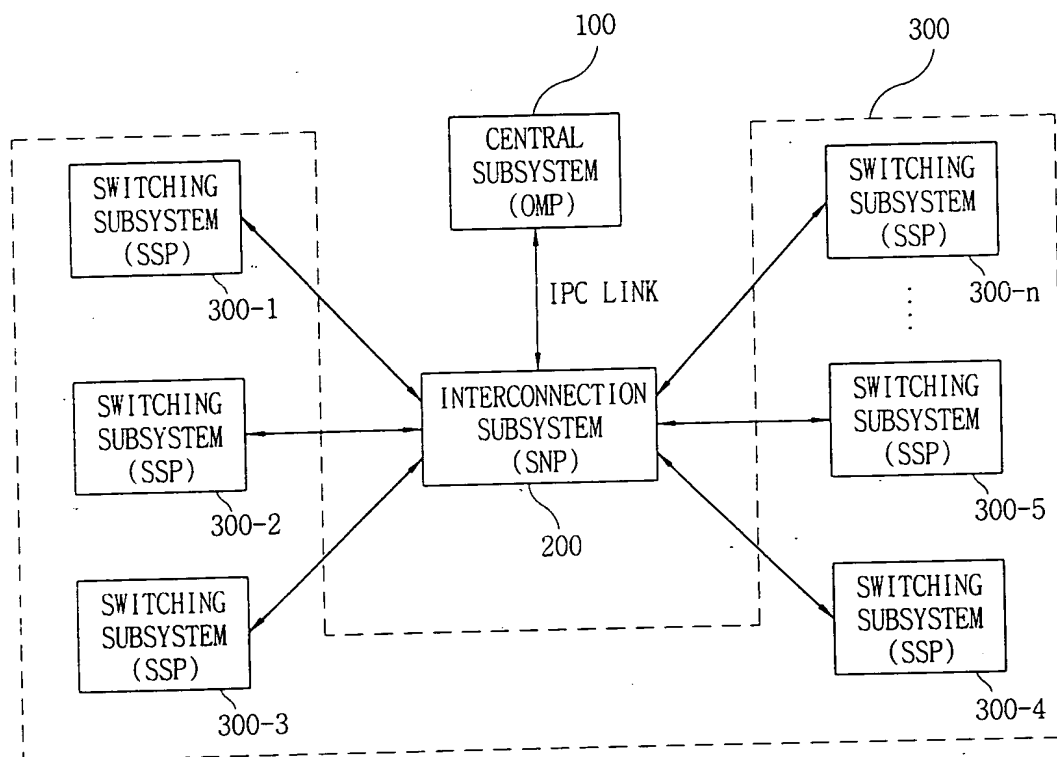 100
300
CENTRAL
SUBSYSTEM
(OMP)
SWITCHING
SUBSYSTEM
(SSP)
300-1
SWITCHING
SUBSYSTEM
(SSP)
300-n
IPC LINK
SWITCHING
SUBSYSTEM
(SSP)
300-2
INTERCONNECTION
SUBSYSTEM
(SNP)
200
SWITCHING
SUBSYSTEM
(SSP)
300-5
SWITCHING
SUBSYSTEM
(SSP)
300-3
SWITCHING
SUBSYSTEM
(SSP)
300-4